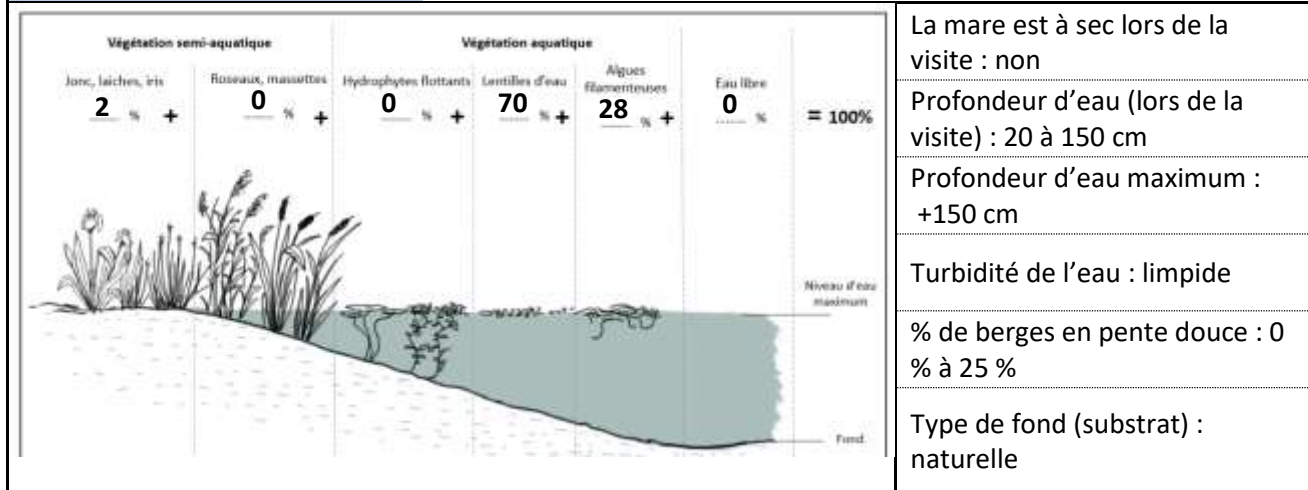 Végétation semi-aquatique
Végétation aquatique
Jonc, laiches, iris
Roseaux, massettes
Hydrophytes flottants
Lentilles d'eau
Algues
filamenteuses
Eau libre
2 % +
0 % +
0 % +
70 % +
28 % +
0 %
= 100%
Niveau d'eau
maximum
Fond
La mare est à sec lors de la
visite : non
Profondeur d'eau (lors de la
visite) : 20 à 150 cm
Profondeur d'eau maximum :
+150 cm
Turbidité de l'eau : limpide
% de berges en pente douce : 0
% à 25 %
Type de fond (substrat) :
naturelle